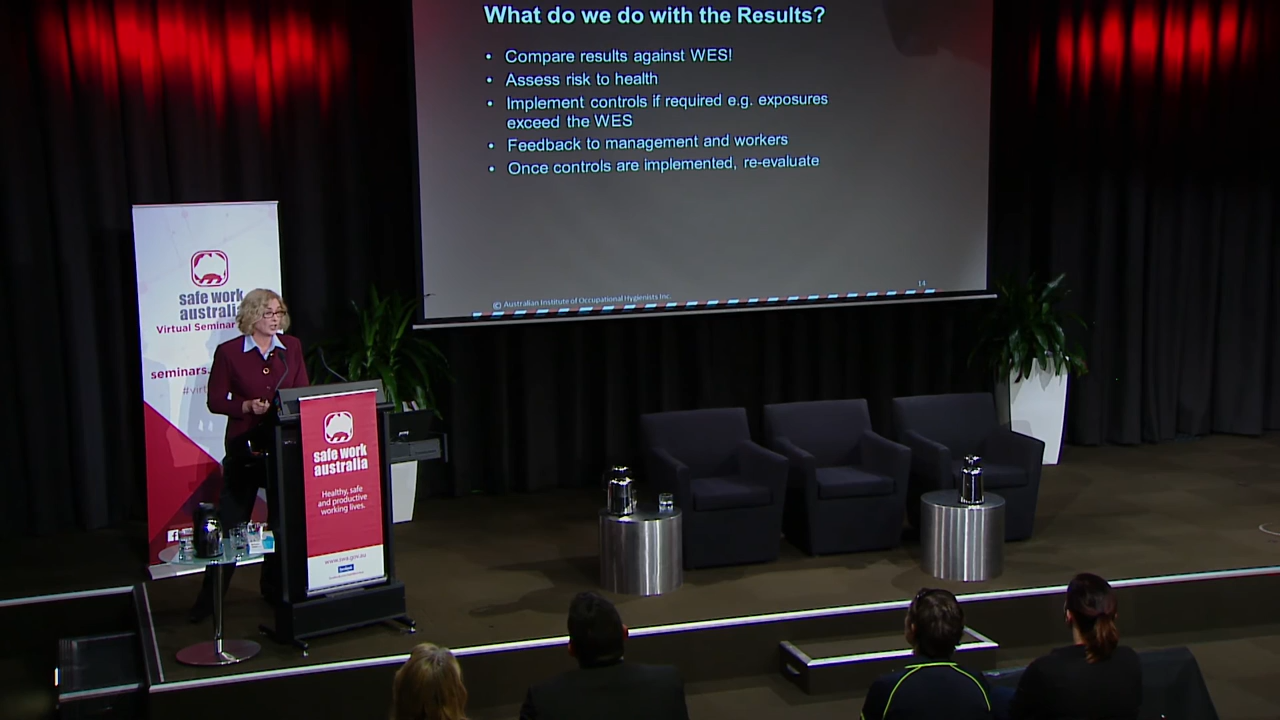 What do we do with the Results?
• Compare results against WES!
• Assess risk to health
• Implement controls if required e.g. exposures
exceed the WES
• Feedback to management and workers
• Once controls are implemented, re-evaluate
14
© Australian Institute of Occupational Hygienists Inc.
safe work
australia
Virtual Seminar
seminars.
#virt
safe work
australia
Healthy, safe
and productive
working lives.
www.swa.gov.au